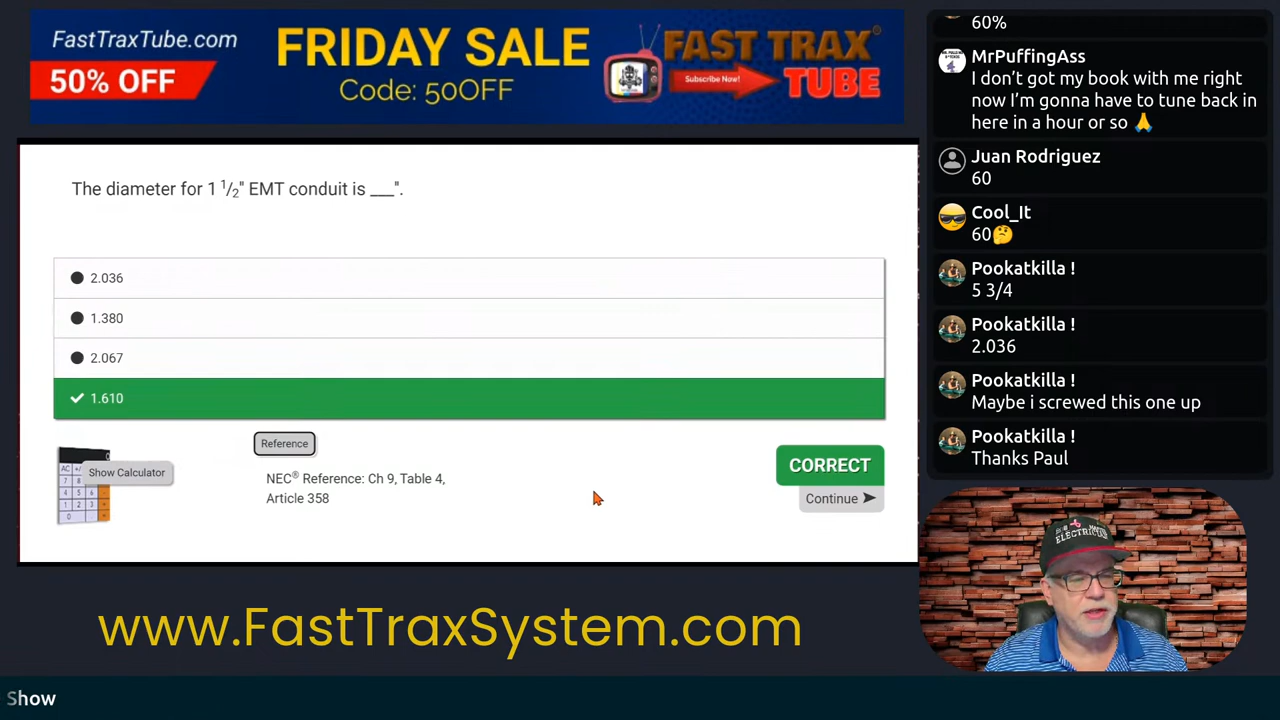 FastTraxTube.com
50% OFF
FRIDAY SALE
Code: 50OFF
FAST TRAX®
Subscribe Now!
TUBE
The diameter for 1 1/2" EMT conduit is ___".
2.036
1.380
2.067
1.610
Show Calculator
Reference
NEC® Reference: Ch 9, Table 4,
Article 358
CORRECT
Continue
60%
MrPuffingAss
I don't got my book with me right
now I'm gonna have to tune back in
here in a hour or so 🙏
Juan Rodriguez
60
Cool_It
60🤔
Pookatkilla !
5 3/4
Pookatkilla !
2.036
Pookatkilla !
Maybe i screwed this one up
Pookatkilla !
Thanks Paul
ELECTRICIAN
www.FastTraxSystem.com
Show